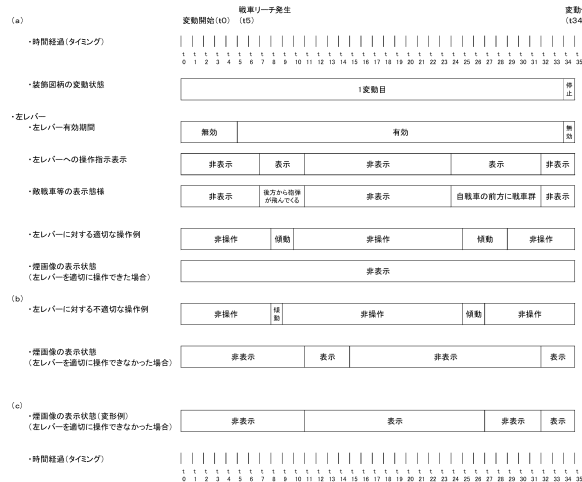 戦車リーチ発生
変動開始(t0) (t5)
変動
(t34
(a)
・時間経過(タイミング)
t t t t t t t t t t t t t t t t t t t t t t t t t t t t t t t t t t t t
0 1 2 3 4 5 6 7 8 9 10 11 12 13 14 15 16 17 18 19 20 21 22 23 24 25 26 27 28 29 30 31 32 33 34 35
・装飾図柄の変動状態
1変動目 停止
・左レバー
・左レバー有効期間
無効 有効 無効
・左レバーへの操作指示表示
非表示 表示 非表示 表示 非表示
・敵戦車等の表示態様
非表示 後方から砲弾が飛んでくる 非表示 自戦車の前方に戦車群 非表示
・左レバーに対する適切な操作例
非操作 傾動 非操作 傾動 非操作
・煙画像の表示状態
(左レバーを適切に操作できた場合)
非表示
(b)
・左レバーに対する不適切な操作例
非操作 傾動 非操作 傾動 非操作
・煙画像の表示状態
(左レバーを適切に操作できなかった場合)
非表示 表示 非表示 表示
(c)
・煙画像の表示状態(変形例)
(左レバーを適切に操作できなかった場合)
非表示 表示 非表示 表示
・時間経過(タイミング)
t t t t t t t t t t t t t t t t t t t t t t t t t t t t t t t t t t t t
0 1 2 3 4 5 6 7 8 9 10 11 12 13 14 15 16 17 18 19 20 21 22 23 24 25 26 27 28 29 30 31 32 33 34 35